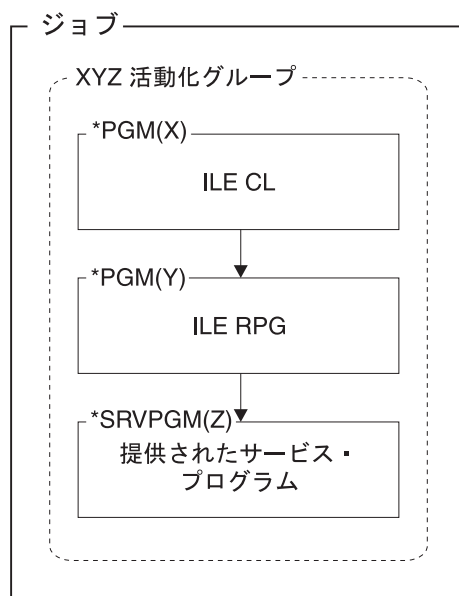 ジョブ
XYZ 活動化グループ
*PGM(X)
ILE CL
*PGM(Y)
ILE RPG
*SRVPGM(Z)
提供されたサービス・
プログラム